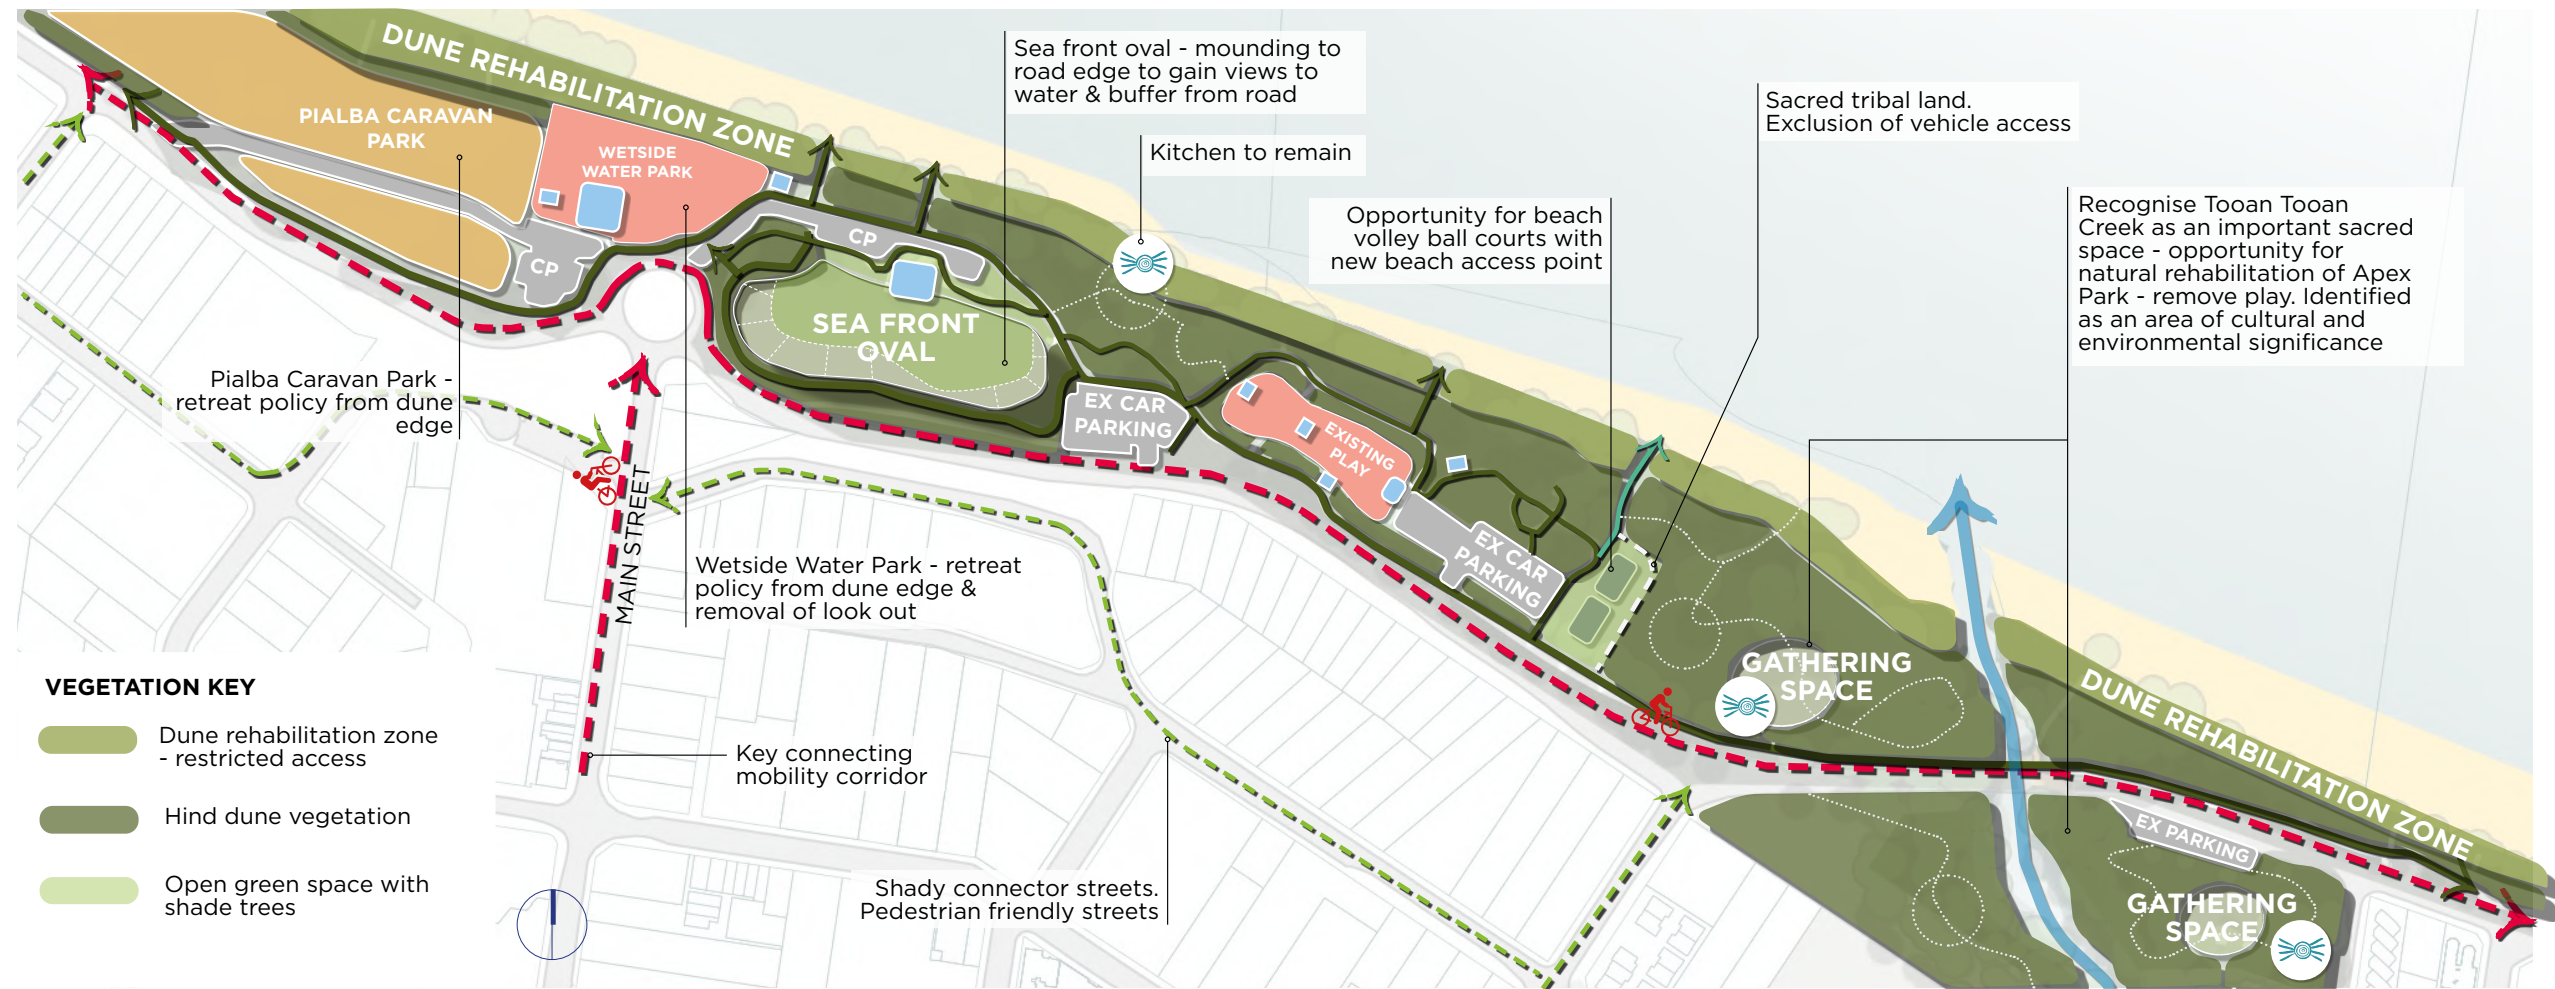 DUNE REHABILITATION ZONE
PIALBA CARAVAN
PARK
WETSIDE
WATER PARK
CP
CP
SEA FRONT
OVAL
Sea front oval - mounding to
road edge to gain views to
water & buffer from road
Kitchen to remain
Opportunity for beach
volley ball courts with
new beach access point
Sacred tribal land.
Exclusion of vehicle access
Recognise Tooan Tooan
Creek as an important sacred
space - opportunity for
natural rehabilitation of Apex
Park - remove play. Identified
as an area of cultural and
environmental significance
Pialba Caravan Park -
retreat policy from dune
edge
EX CAR
PARKING
EXISTING
PLAY
EX CAR
PARKING
MAIN STREET
Wetside Water Park - retreat
policy from dune edge &
removal of look out
GATHERING
SPACE
DUNE REHABILITATION ZONE
Key connecting
mobility corridor
Shady connector streets.
Pedestrian friendly streets
EX PARKING
GATHERING
SPACE
VEGETATION KEY
Dune rehabilitation zone
- restricted access
Hind dune vegetation
Open green space with
shade trees